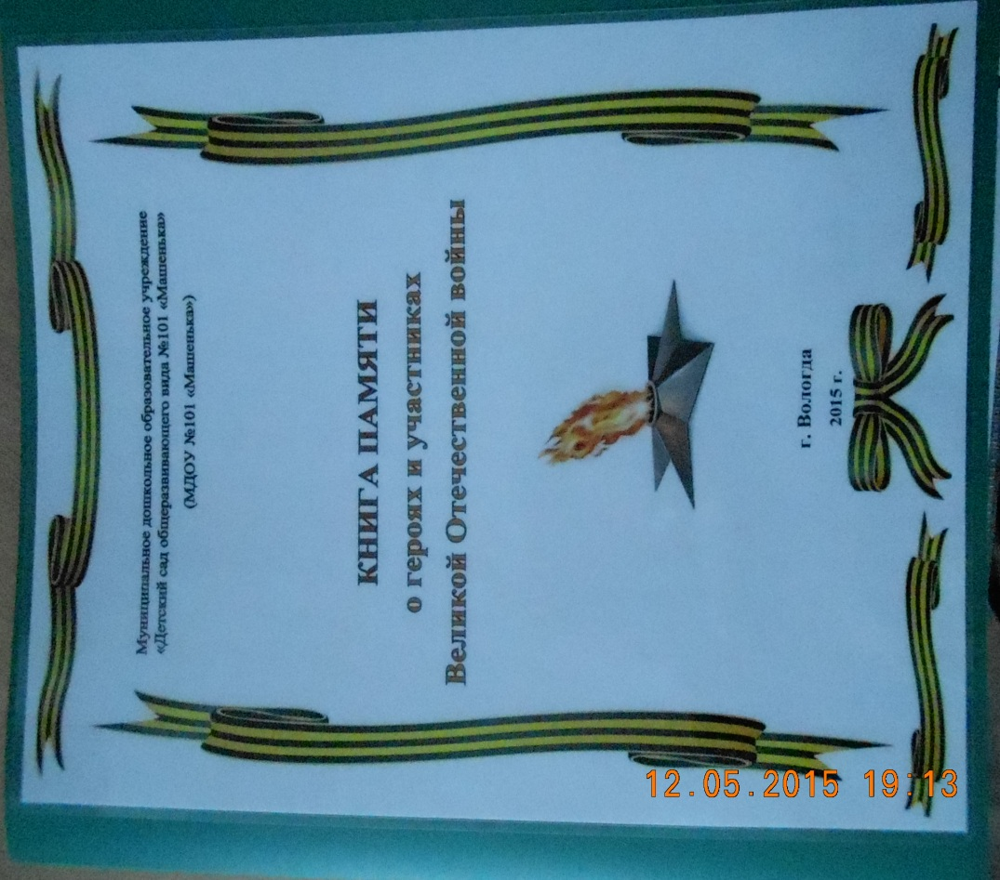 Муниципальное дошкольное образовательное учреждение
«Детский сад общеразвивающего вида №101 «Машенька»
(МДОУ №101 «Машенька»)
КНИГА ПАМЯТИ
о героях и участниках
Великой Отечественной войны
г. Вологда
2015 г.
12.05.2015 19:13